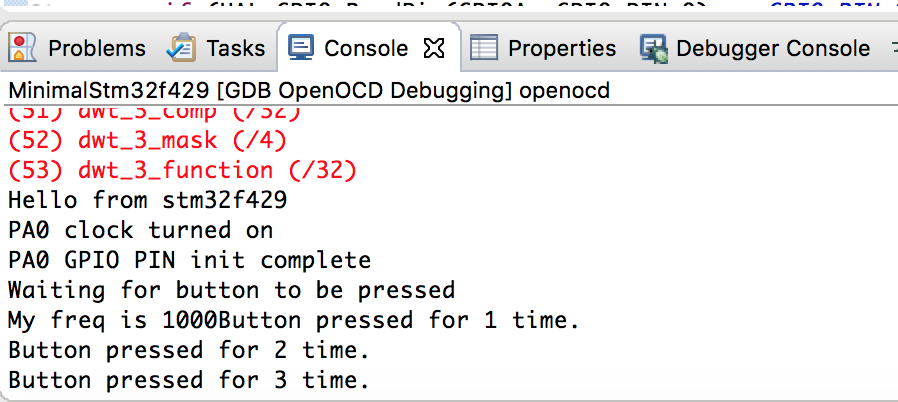 Problems Tasks Console Properties Debugger Console
MinimalStm32f429 [GDB OpenOCD Debugging] openocd
(51) dwt_3_comp (/32)
(52) dwt_3_mask (/4)
(53) dwt_3_function (/32)
Hello from stm32f429
PA0 clock turned on
PA0 GPIO PIN init complete
Waiting for button to be pressed
My freq is 1000Button pressed for 1 time.
Button pressed for 2 time.
Button pressed for 3 time.